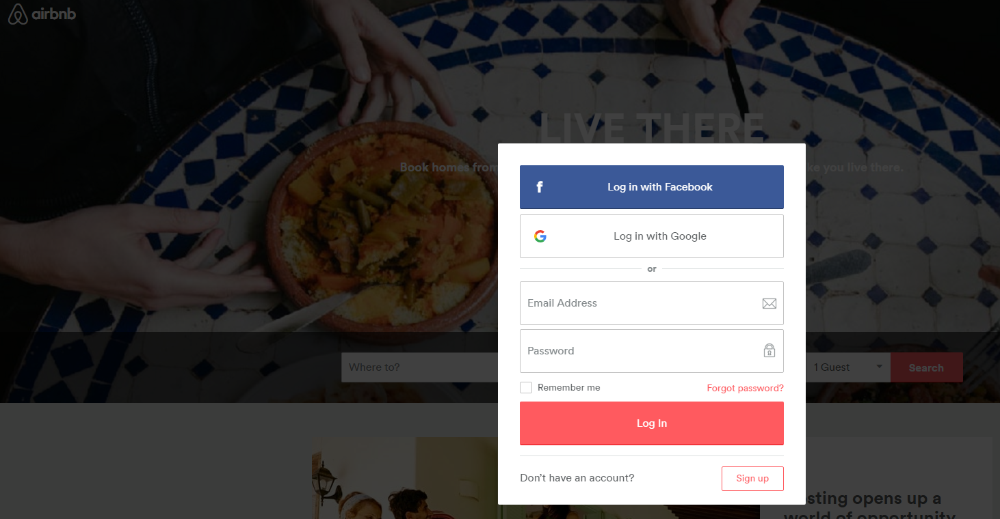 airbnb
LIVE THERE
Book homes from
ke you live there.
Log in with Facebook
Log in with Google
or
Email Address
Password
Where to?
1 Guest
Search
Remember me
Forgot password?
Log In
Don't have an account?
Sign up
sting opens up a
world of opportunity